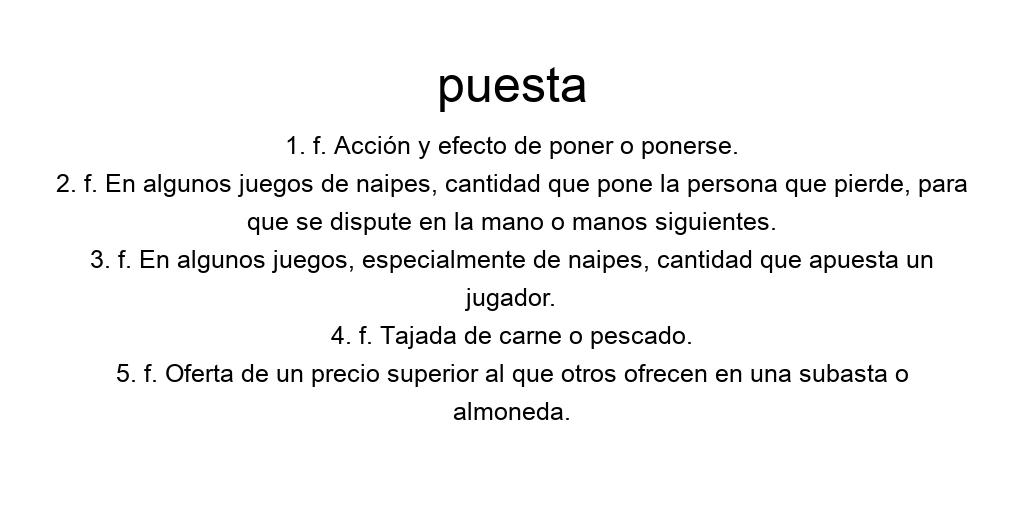 puesta
1. f. Acción y efecto de poner o ponerse.
2. f. En algunos juegos de naipes, cantidad que pone la persona que pierde, para
que se dispute en la mano o manos siguientes.
3. f. En algunos juegos, especialmente de naipes, cantidad que apuesta un
jugador.
4. f. Tajada de carne o pescado.
5. f. Oferta de un precio superior al que otros ofrecen en una subasta o
almoneda.